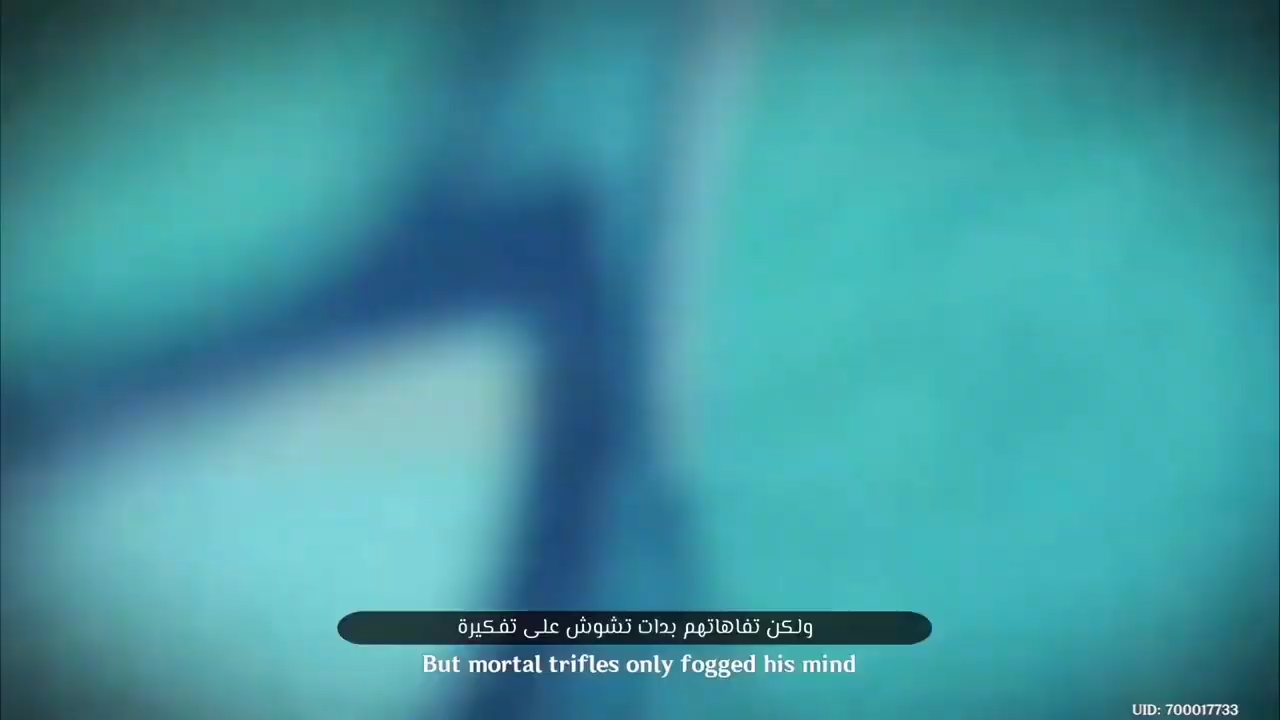 ولكن تفاهاتهم بدات تشوش على تفكيرة
But mortal trifles only fogged his mind
UID: 700017733